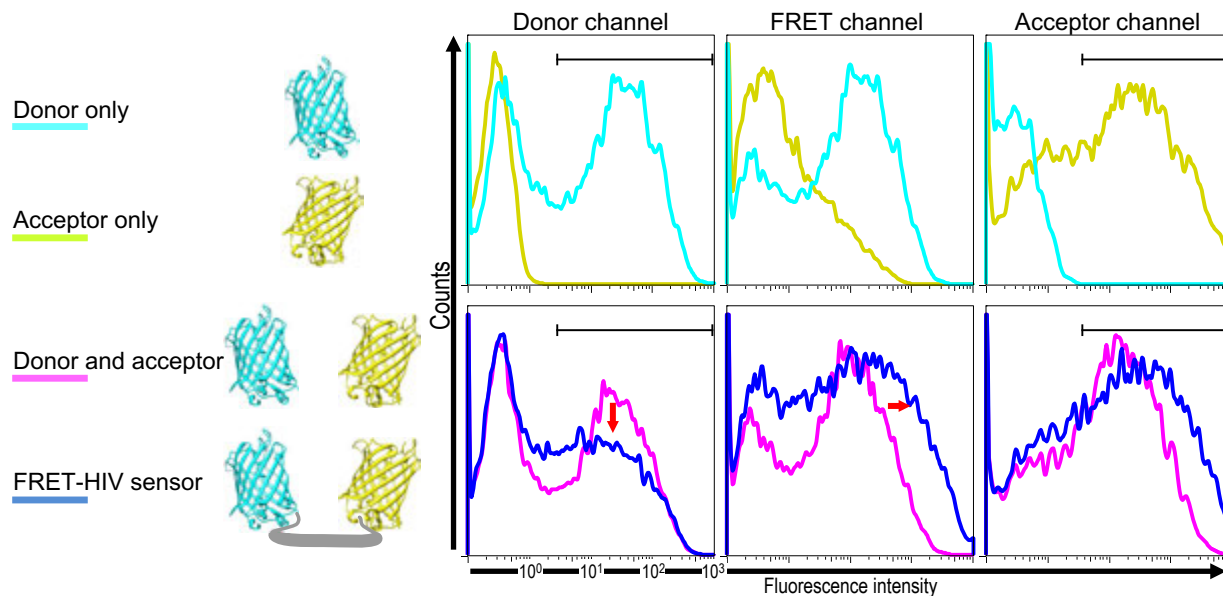 Donor channel
FRET channel
Acceptor channel
Donor only
Acceptor only
Counts
Donor and acceptor
FRET-HIV sensor
10⁰ 10¹ 10² 10³
Fluorescence intensity